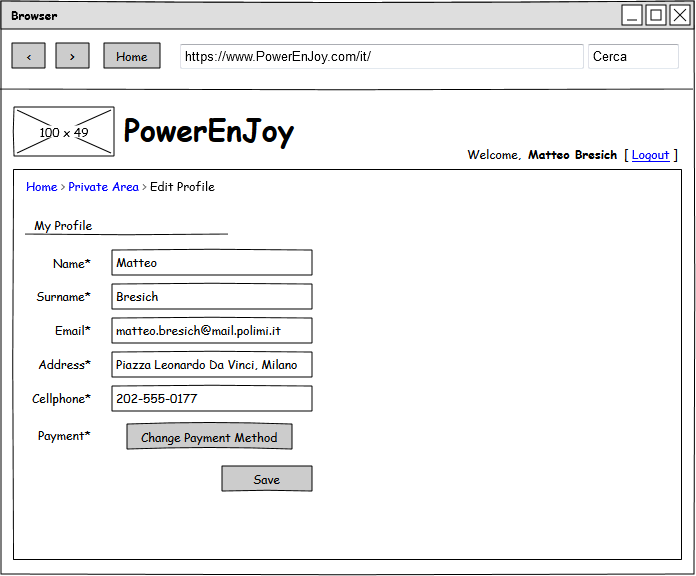 Browser
< > Home https://www.PowerEnJoy.com/it/ Cerca
100 x 49 PowerEnJoy
Welcome, Matteo Bresich [ Logout ]
Home > Private Area > Edit Profile
My Profile
Name* Matteo
Surname* Bresich
Email* matteo.bresich@mail.polimi.it
Address* Piazza Leonardo Da Vinci, Milano
Cellphone* 202-555-0177
Payment* Change Payment Method
Save